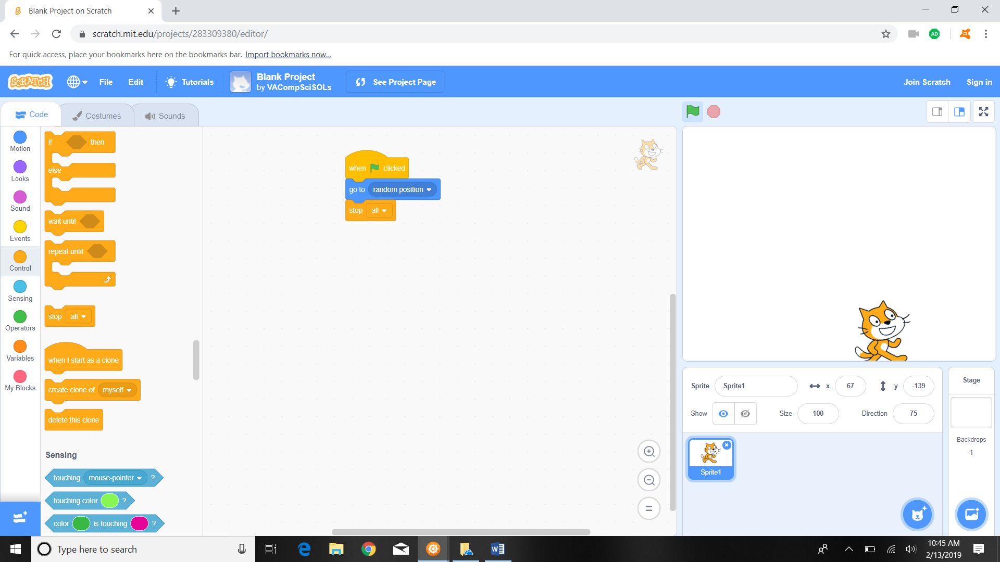 Blank Project on Scratch
scratch.mit.edu/projects/283309380/editor/
AD
For quick access, place your bookmarks here on the bookmarks bar. Import bookmarks now...
SCRATCH
File
Edit
Tutorials
Blank Project
by VACompSciSOLs
See Project Page
Join Scratch
Sign in
Code
Costumes
Sounds
Motion
Looks
Sound
Events
Control
Sensing
Operators
Variables
My Blocks
if then
else
wait until
repeat until
stop all
when I start as a clone
create clone of myself
delete this clone
Sensing
touching mouse-pointer ?
touching color ?
color is touching ?
when clicked
go to random position
stop all
Sprite Sprite1 x 67 y -139
Show Size 100 Direction 75
Sprite1
Stage
Backdrops
1
Type here to search
10:45 AM
2/13/2019